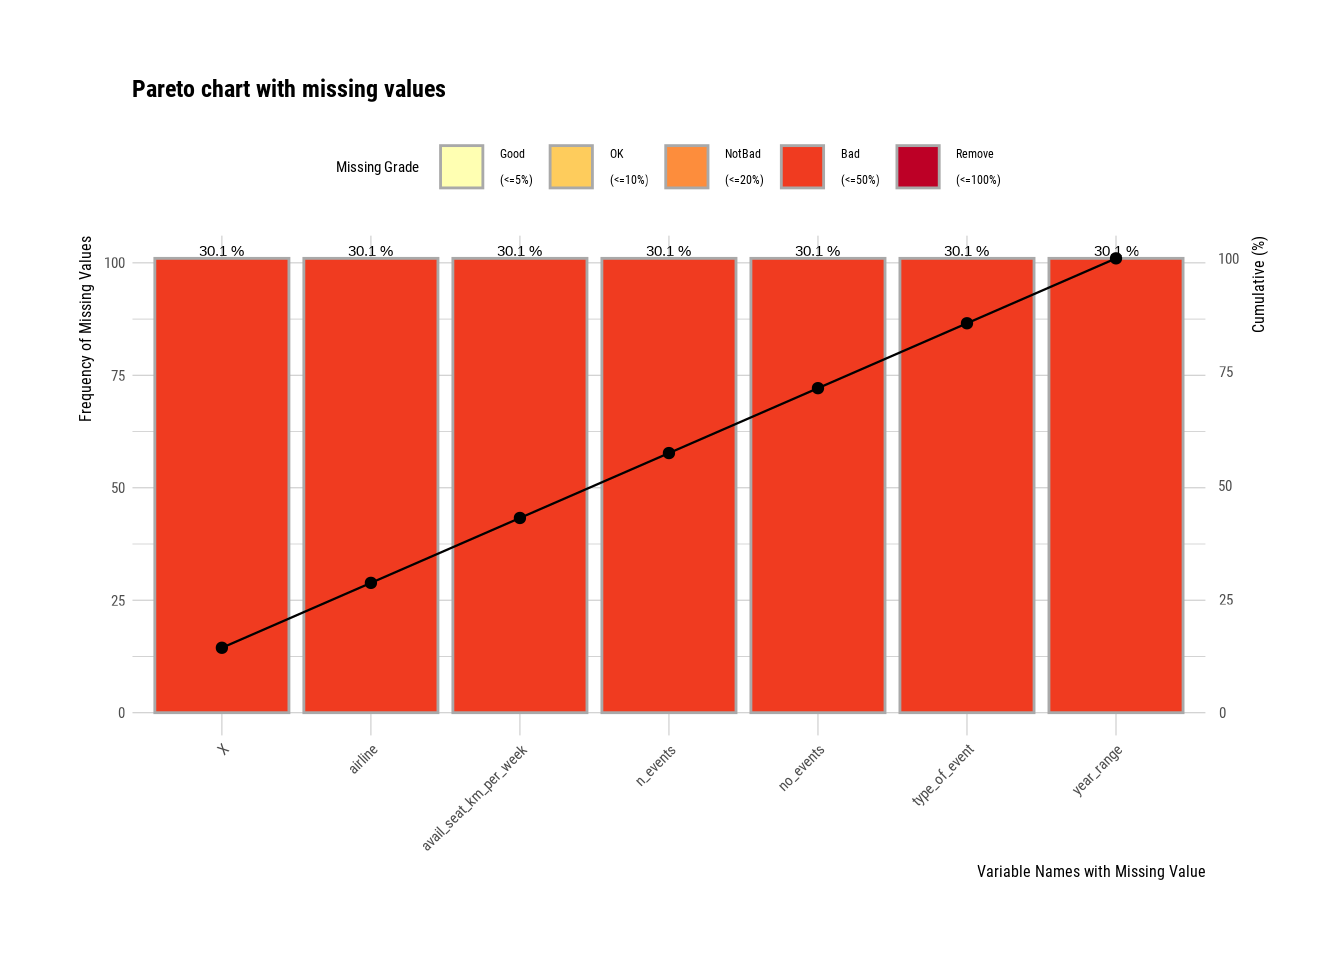 Pareto chart with missing values
Missing Grade
Good
(<=5%)
OK
(<=10%)
NotBad
(<=20%)
Bad
(<=50%)
Remove
(<=100%)
Frequency of Missing Values
Cumulative (%)
30.1 %
30.1 %
30.1 %
30.1 %
30.1 %
30.1 %
30.1 %
100
75
50
25
0
100
75
50
25
0
X
airline
avail_seat_km_per_week
n_events
no_events
type_of_event
year_range
Variable Names with Missing Value